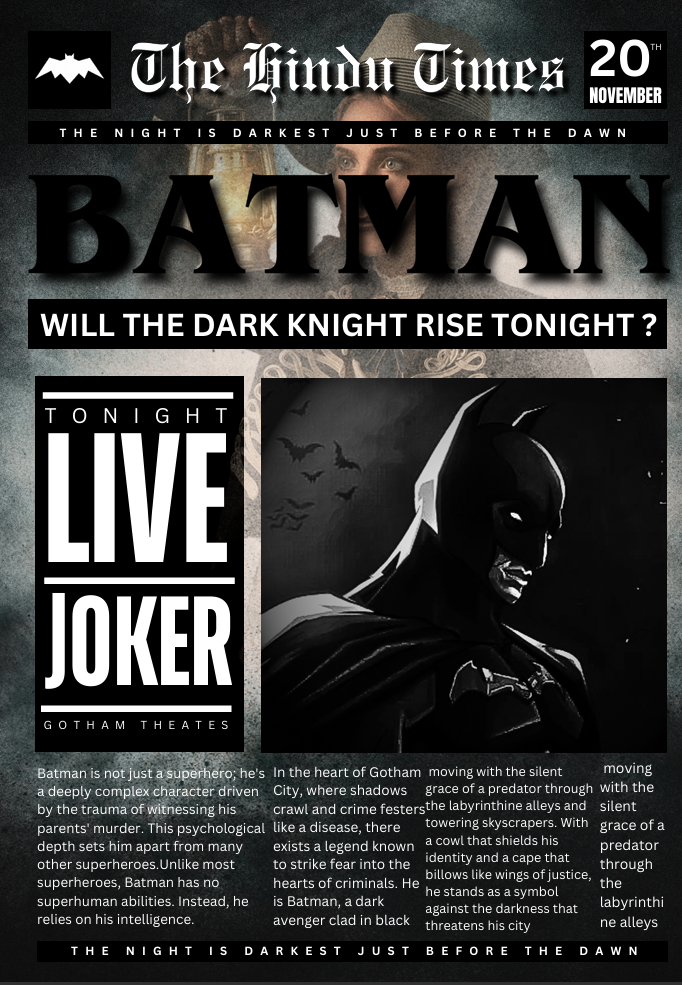 The Hindu Times
20TH
NOVEMBER
THE NIGHT IS DARKEST JUST BEFORE THE DAWN
BATMAN
WILL THE DARK KNIGHT RISE TONIGHT ?
TONIGHT
LIVE
JOKER
GOTHAM THEATES
Batman is not just a superhero; he's
a deeply complex character driven
by the trauma of witnessing his
parents' murder. This psychological
depth sets him apart from many
other superheroes.Unlike most
superheroes, Batman has no
superhuman abilities. Instead, he
relies on his intelligence.
In the heart of Gotham
City, where shadows
crawl and crime festers
like a disease, there
exists a legend known
to strike fear into the
hearts of criminals. He
is Batman, a dark
avenger clad in black
moving with the silent
grace of a predator through
the labyrinthine alleys and
towering skyscrapers. With
a cowl that shields his
identity and a cape that
billows like wings of justice,
he stands as a symbol
against the darkness that
threatens his city
moving
with the
silent
grace of a
predator
through
the
labyrinthi
ne alleys
THE NIGHT IS DARKEST JUST BEFORE THE DAWN